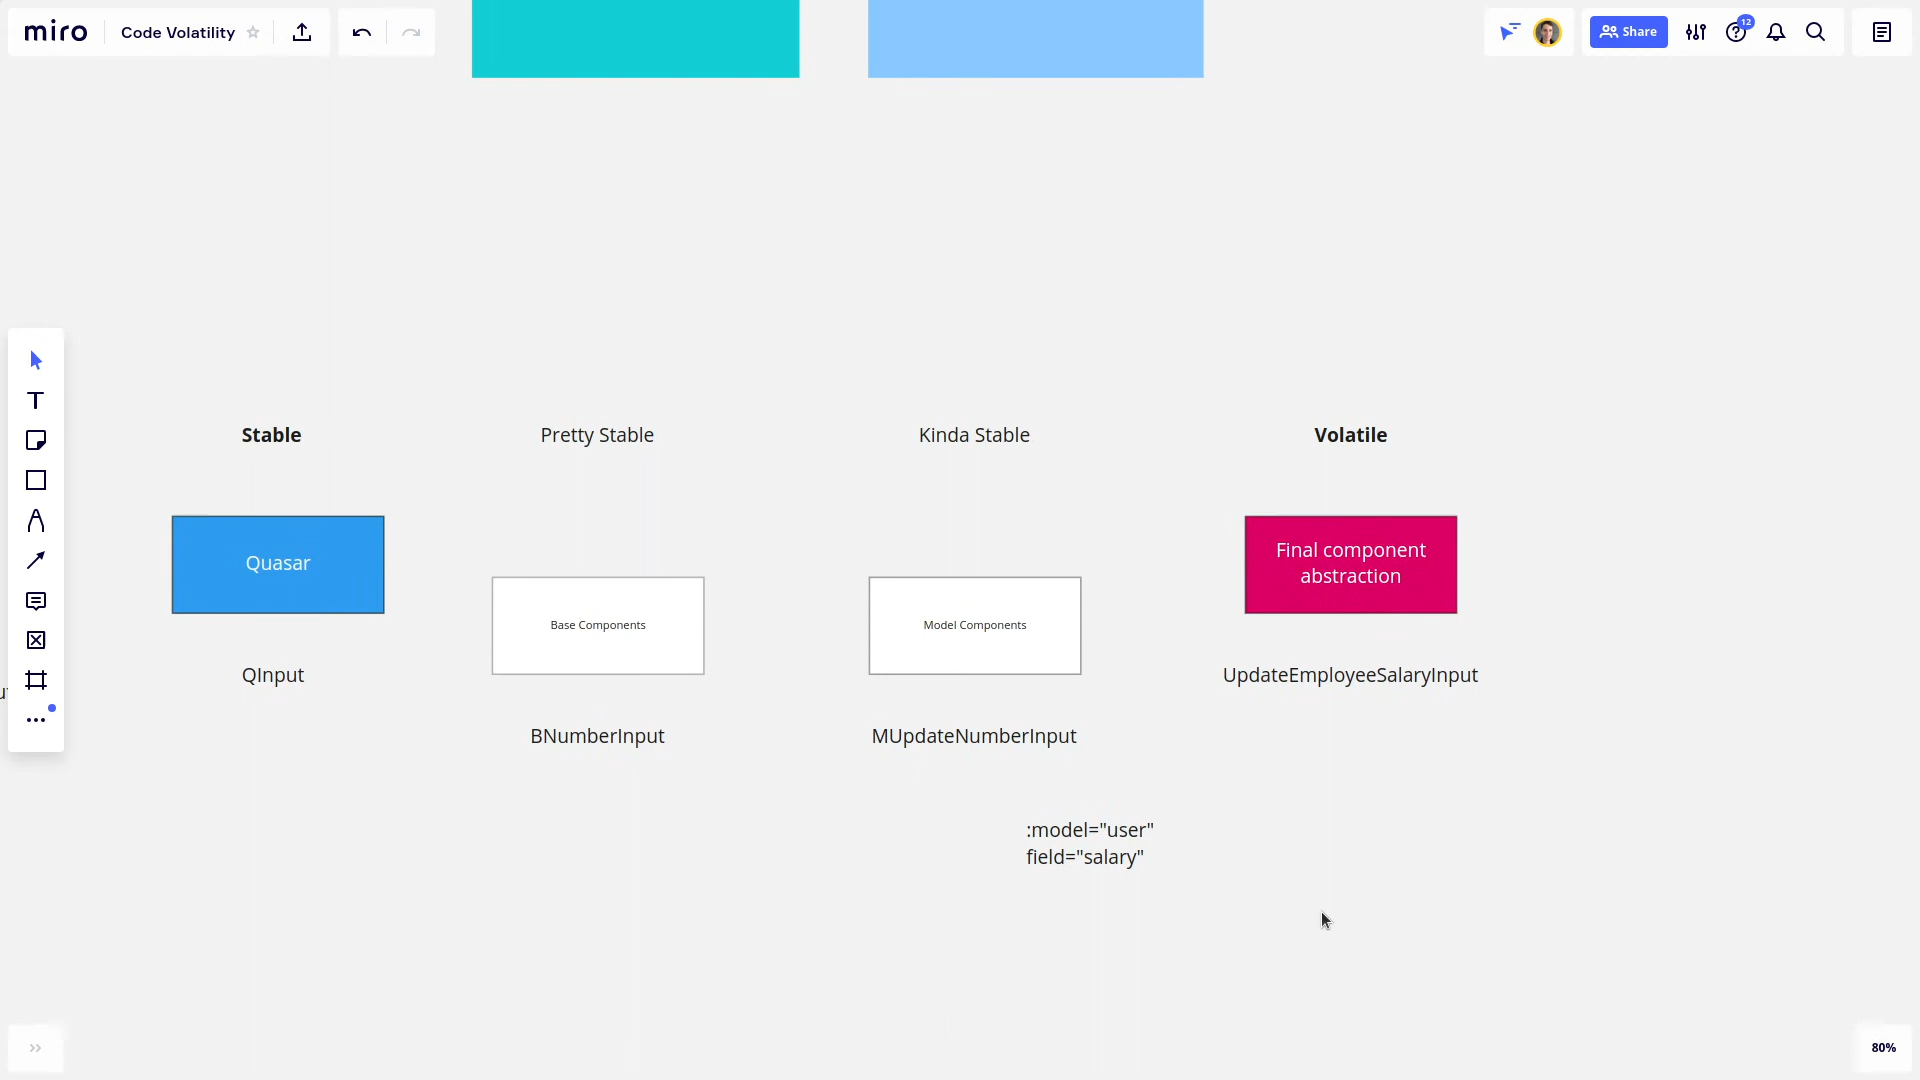 miro
Code Volatility
Share
12
Stable
Pretty Stable
Kinda Stable
Volatile
Quasar
Final component
abstraction
Base Components
Model Components
QInput
UpdateEmployeeSalaryInput
BNumberInput
MUpdateNumberInput
:model="user"
field="salary"
80%